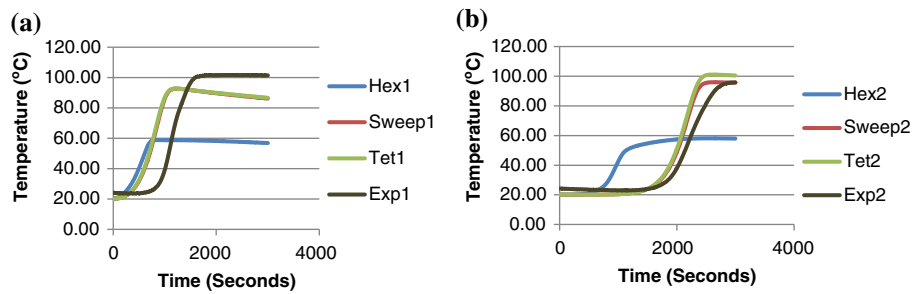 (a)
Temperature (°C)
120.00
100.00
80.00
60.00
40.00
20.00
0.00
0
2000
4000
Time (Seconds)
Hex1
Sweep1
Tet1
Exp1
(b)
Temperature (°C)
120.00
100.00
80.00
60.00
40.00
20.00
0.00
0
2000
4000
Time (Seconds)
Hex2
Sweep2
Tet2
Exp2